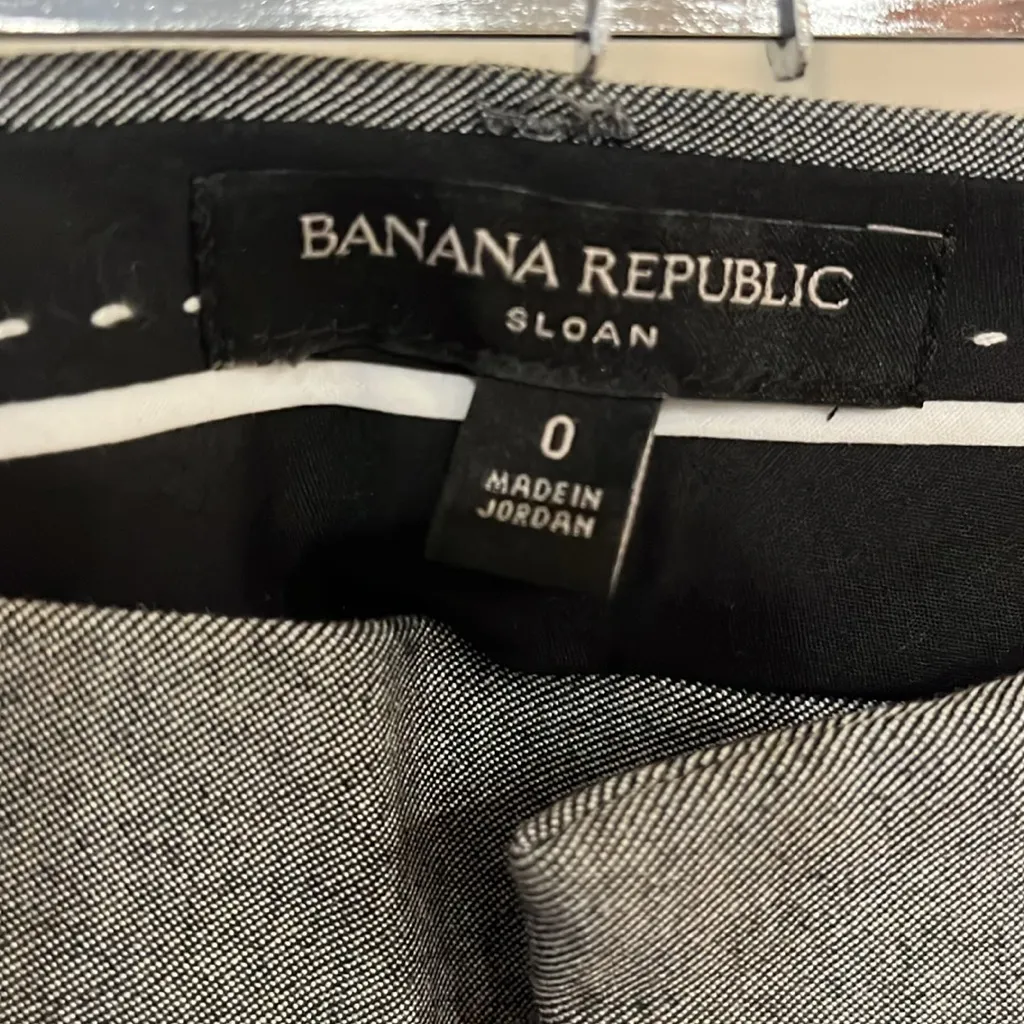 BANANA REPUBLIC
SLOAN
0
MADE IN
JORDAN